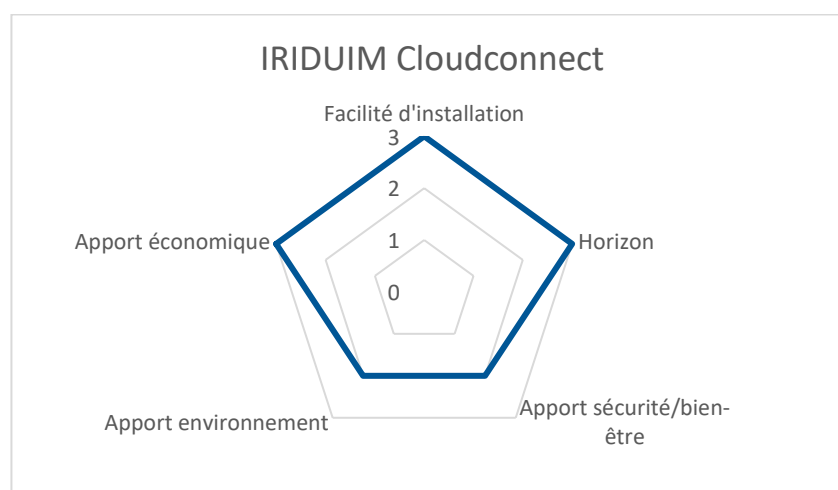 IRIDUIM Cloudconnect
Facilité d'installation
3
2
1
0
Apport économique
Horizon
Apport environnement
Apport sécurité/bien-
être